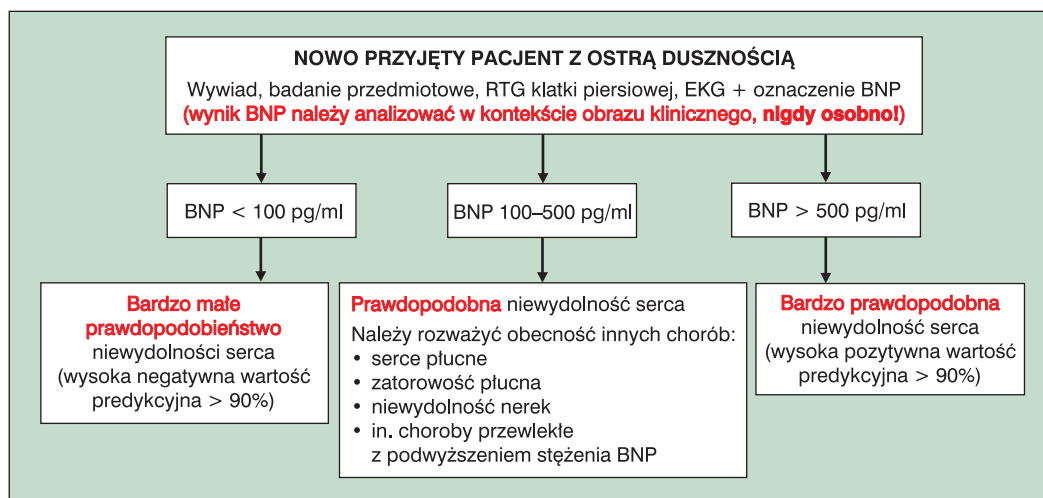 NOWO PRZYJĘTY PACJENT Z OSTRĄ DUSZNOŚCIĄ
Wywiad, badanie przedmiotowe, RTG klatki piersiowej, EKG + oznaczenie BNP
(wynik BNP należy analizować w kontekście obrazu klinicznego, nigdy osobno!)
BNP < 100 pg/ml
BNP 100–500 pg/ml
BNP > 500 pg/ml
Bardzo małe
prawdopodobieństwo
niewydolności serca
(wysoka negatywna wartość
predykcyjna > 90%)
Prawdopodobna niewydolność serca
Należy rozważyć obecność innych chorób:
• serce płucne
• zatorowość płucna
• niewydolność nerek
• in. choroby przewlekłe
z podwyższeniem stężenia BNP
Bardzo prawdopodobna
niewydolność serca
(wysoka pozytywna wartość
predykcyjna > 90%)